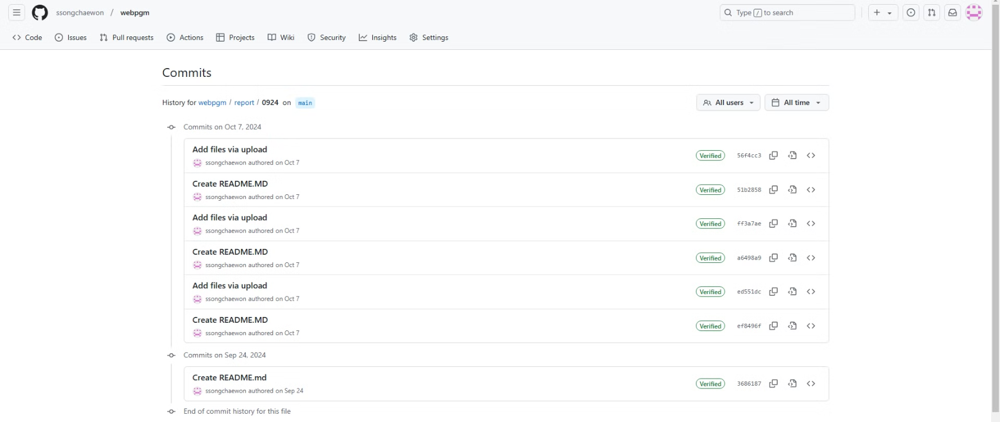 ssongchaewon / webpgm
Type / to search
Code Issues Pull requests Actions Projects Wiki Security Insights Settings
Commits
History for webpgm / report / 0924 on main
All users All time
Commits on Oct 7, 2024
Add files via upload
ssongchaewon authored on Oct 7
Verified 56f4cc3
Create README.MD
ssongchaewon authored on Oct 7
Verified 51b2858
Add files via upload
ssongchaewon authored on Oct 7
Verified ff3a7ae
Create README.MD
ssongchaewon authored on Oct 7
Verified a6498a9
Add files via upload
ssongchaewon authored on Oct 7
Verified ed551dc
Create README.MD
ssongchaewon authored on Oct 7
Verified ef8496f
Commits on Sep 24, 2024
Create README.md
ssongchaewon authored on Sep 24
Verified 3686187
End of commit history for this file